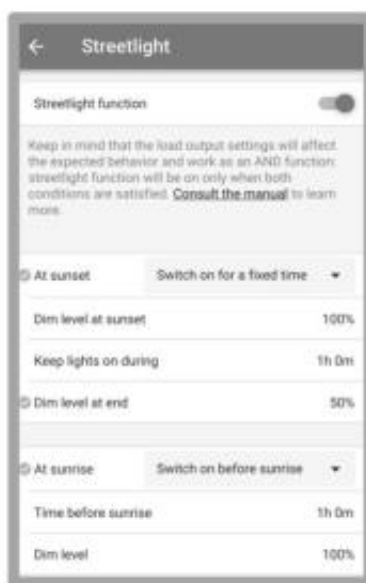 Streetlight
Streetlight function
Keep in mind that the load output settings will affect
the expected behavior and work as an AND function:
streetlight function will be on only when both
conditions are satisfied. Consult the manual to learn
more.
At sunset Switch on for a fixed time
Dim level at sunset 100%
Keep lights on during 1h 0m
Dim level at end 50%
At sunrise Switch on before sunrise
Time before sunrise 1h 0m
Dim level 100%